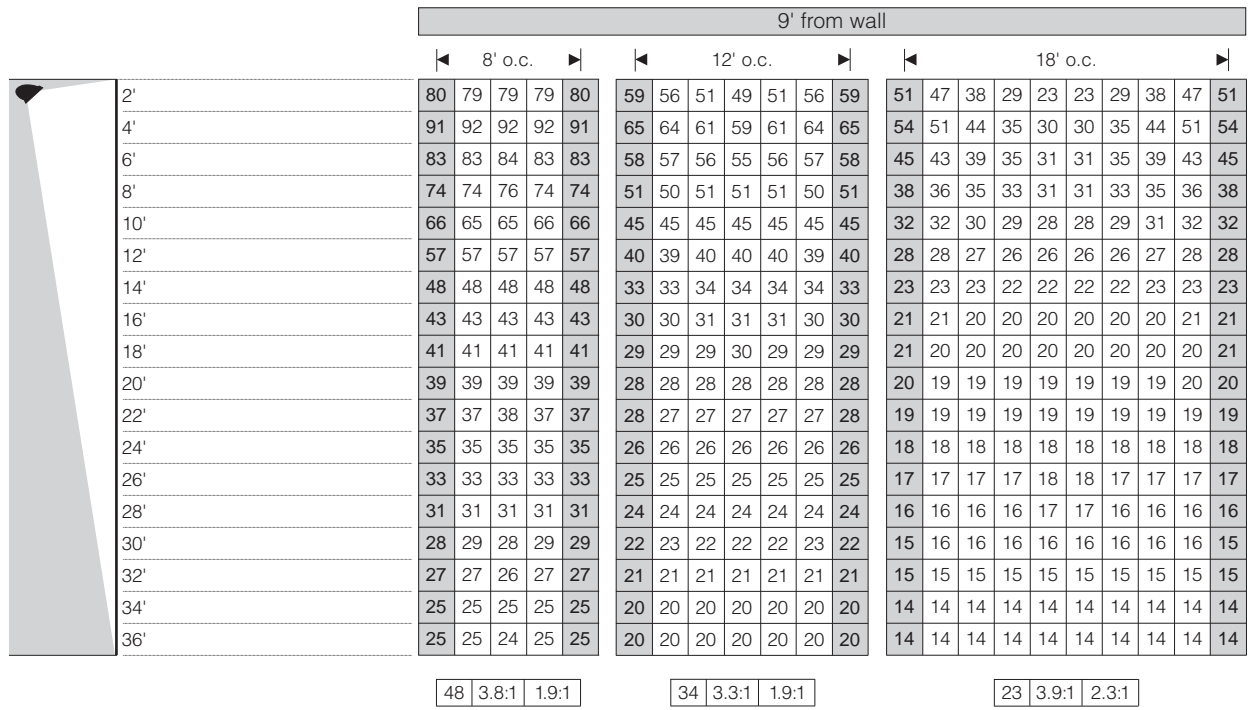 9' from wall
8' o.c. 12' o.c. 18' o.c.
2' 80 79 79 79 80 59 56 51 49 51 56 59 51 47 38 29 23 23 29 38 47 51
4' 91 92 92 92 91 65 64 61 59 61 64 65 54 51 44 35 30 30 35 44 51 54
6' 83 83 84 83 83 58 57 56 55 56 57 58 45 43 39 35 31 31 35 39 43 45
8' 74 74 76 74 74 51 50 51 51 51 50 51 38 36 35 33 31 31 33 35 36 38
10' 66 65 65 66 66 45 45 45 45 45 45 45 32 32 30 29 28 28 29 31 32 32
12' 57 57 57 57 57 40 39 40 40 40 39 40 28 28 27 26 26 26 26 27 28 28
14' 48 48 48 48 48 33 33 34 34 34 34 33 23 23 23 22 22 22 22 23 23 23
16' 43 43 43 43 43 30 30 31 31 31 30 30 21 21 20 20 20 20 20 20 21 21
18' 41 41 41 41 41 29 29 29 30 29 29 29 21 20 20 20 20 20 20 20 20 21
20' 39 39 39 39 39 28 28 28 28 28 28 28 20 19 19 19 19 19 19 19 20 20
22' 37 37 38 37 37 28 27 27 27 27 27 28 19 19 19 19 19 19 19 19 19 19
24' 35 35 35 35 35 26 26 26 26 26 26 26 18 18 18 18 18 18 18 18 18 18
26' 33 33 33 33 33 25 25 25 25 25 25 25 17 17 17 17 18 18 17 17 17 17
28' 31 31 31 31 31 24 24 24 24 24 24 24 16 16 16 16 17 17 16 16 16 16
30' 28 29 28 29 29 22 23 22 22 22 23 22 15 16 16 16 16 16 16 16 16 15
32' 27 27 26 27 27 21 21 21 21 21 21 21 15 15 15 15 15 15 15 15 15 15
34' 25 25 25 25 25 20 20 20 20 20 20 20 14 14 14 14 14 14 14 14 14 14
36' 25 25 24 25 25 20 20 20 20 20 20 20 14 14 14 14 14 14 14 14 14 14
48 3.8:1 1.9:1 34 3.3:1 1.9:1 23 3.9:1 2.3:1